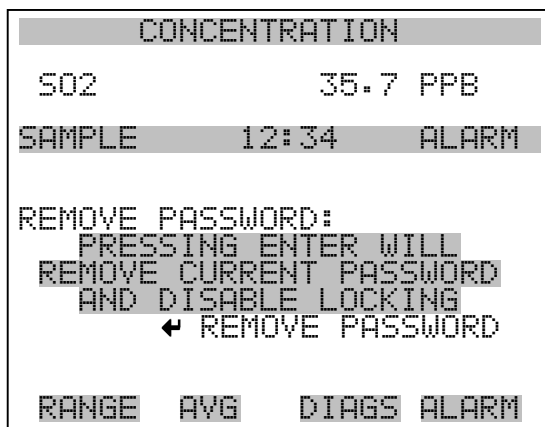 CONCENTRATION
SO2 35.7 PPB
SAMPLE 12:34 ALARM
REMOVE PASSWORD:
PRESSING ENTER WILL
REMOVE CURRENT PASSWORD
AND DISABLE LOCKING
↵ REMOVE PASSWORD
RANGE AVG DIAGS ALARM